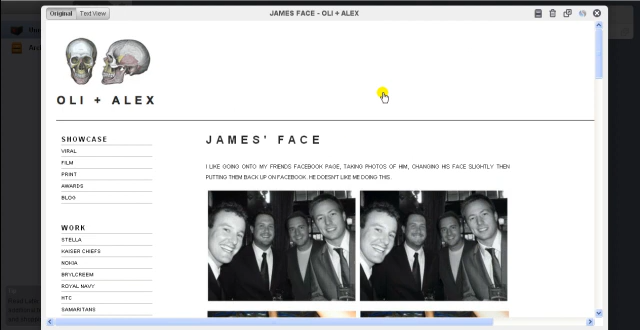 Original Text View JAMES FACE - OLI + ALEX
OLI + ALEX
SHOWCASE
VIRAL
FILM
PRINT
AWARDS
BLOG
WORK
STELLA
KAISER CHIEFS
NOKIA
BRYLCREEM
ROYAL NAVY
HTC
SAMARITANS
JAMES' FACE
I LIKE GOING ONTO MY FRIENDS FACEBOOK PAGE, TAKING PHOTOS OF HIM, CHANGING HIS FACE SLIGHTLY THEN
PUTTING THEM BACK UP ON FACEBOOK. HE DOESN'T LIKE ME DOING THIS.